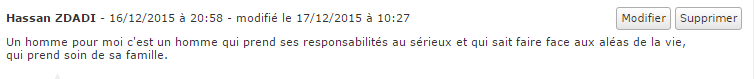 Hassan ZDADI - 16/12/2015 à 20:58 - modifié le 17/12/2015 à 10:27 Modifier Supprimer
Un homme pour moi c'est un homme qui prend ses responsabilités au sérieux et qui sait faire face aux aléas de la vie,
qui prend soin de sa famille.